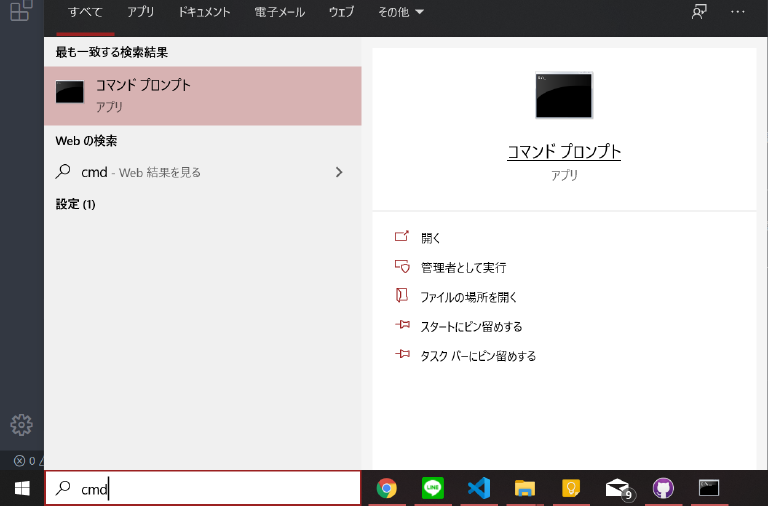 すべて アプリ ドキュメント 電子メール ウェブ その他
最も一致する検索結果
コマンド プロンプト
アプリ
Web の検索
cmd - Web 結果を見る
設定 (1)
コマンド プロンプト
アプリ
開く
管理者として実行
ファイルの場所を開く
スタートにピン留めする
タスク バーにピン留めする
0
cmd
9